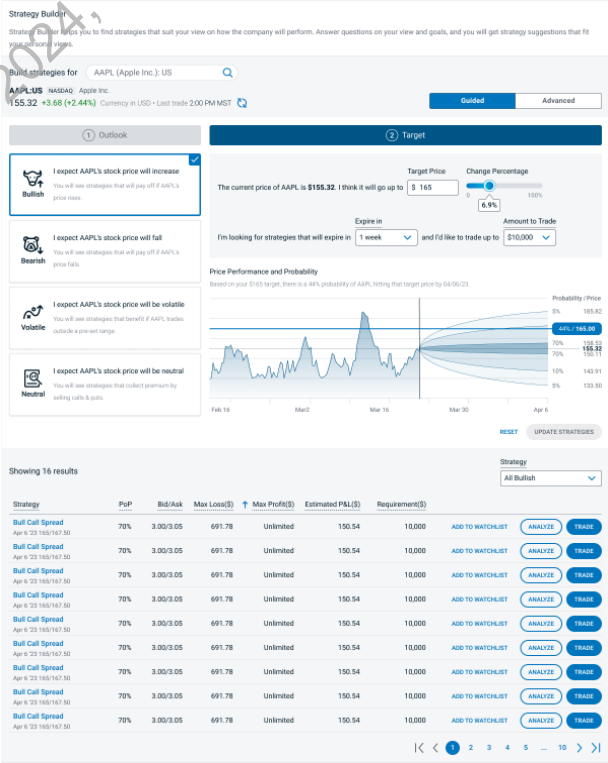 2024,
Strategy Builder
Strategy Builder helps you to find strategies that suit your view on how the company will perform. Answer questions on your view and goals, and you will get strategy suggestions that fit
your personal views.
Build strategies for AAPL (Apple Inc.): US
AAPL:US NASDAQ Apple Inc.
155.32 +3.68 (+2.44%) Currency in USD • Last trade 2:00 PM MST
Guided Advanced
1 Outlook
2 Target
Bullish
I expect AAPL's stock price will increase
You will see strategies that will pay off if AAPL's
price rises.
Bearish
I expect AAPL's stock price will fall
You will see strategies that will pay off if AAPL's
price falls.
Volatile
I expect AAPL's stock price will be volatile
You will see strategies that benefit if AAPL trades
outside a pre-set range.
Neutral
I expect AAPL's stock price will be neutral
You will see strategies that collect premium by
selling calls & puts.
Target Price Change Percentage
The current price of AAPL is $155.32. I think it will go up to $ 165
0 100%
6.9%
Expire in Amount to Trade
I'm looking for strategies that will expire in 1 week and I'd like to trade up to $10,000
Price Performance and Probability
Based on your $165 target, there is a 44% probability of AAPL hitting that target price by 04/06/23.
Probability / Price
5% 185.82
44% / 165.00
70% 158.53
155.32
70% 150.11
10% 143.91
5% 133.50
Feb 16 Mar2 Mar 16 Mar 30 Apr 6
RESET UPDATE STRATEGIES
Showing 16 results
Strategy
All Bullish
Strategy PoP Bid/Ask Max Loss($) Max Profit($) Estimated P&L($) Requirement($)
Bull Call Spread 70% 3.00/3.05 691.78 Unlimited 150.54 10,000 ADD TO WATCHLIST ANALYZE TRADE
Apr 6 '23 165/167.50
Bull Call Spread 70% 3.00/3.05 691.78 Unlimited 150.54 10,000 ADD TO WATCHLIST ANALYZE TRADE
Apr 6 '23 165/167.50
Bull Call Spread 70% 3.00/3.05 691.78 Unlimited 150.54 10,000 ADD TO WATCHLIST ANALYZE TRADE
Apr 6 '23 165/167.50
Bull Call Spread 70% 3.00/3.05 691.78 Unlimited 150.54 10,000 ADD TO WATCHLIST ANALYZE TRADE
Apr 6 '23 165/167.50
Bull Call Spread 70% 3.00/3.05 691.78 Unlimited 150.54 10,000 ADD TO WATCHLIST ANALYZE TRADE
Apr 6 '23 165/167.50
Bull Call Spread 70% 3.00/3.05 691.78 Unlimited 150.54 10,000 ADD TO WATCHLIST ANALYZE TRADE
Apr 6 '23 165/167.50
Bull Call Spread 70% 3.00/3.05 691.78 Unlimited 150.54 10,000 ADD TO WATCHLIST ANALYZE TRADE
Apr 6 '23 165/167.50
Bull Call Spread 70% 3.00/3.05 691.78 Unlimited 150.54 10,000 ADD TO WATCHLIST ANALYZE TRADE
Apr 6 '23 165/167.50
Bull Call Spread 70% 3.00/3.05 691.78 Unlimited 150.54 10,000 ADD TO WATCHLIST ANALYZE TRADE
Apr 6 '23 165/167.50
1 2 3 4 5 ... 10